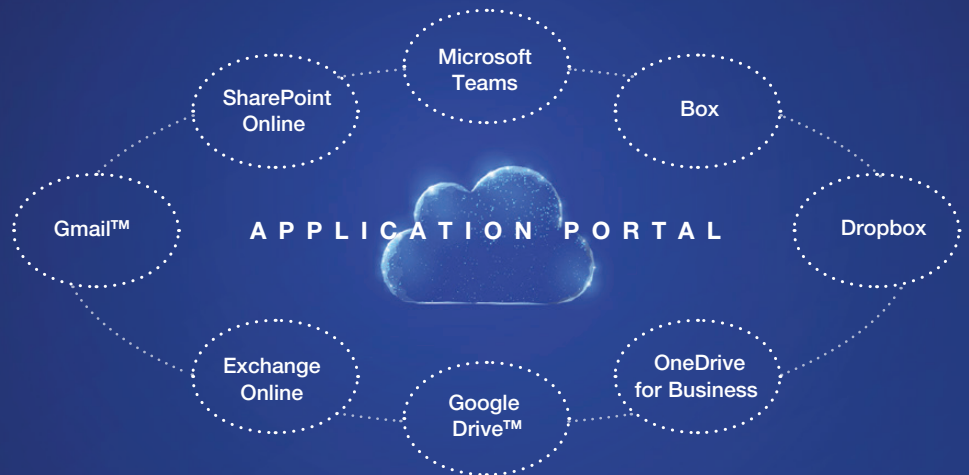 Microsoft
Teams
SharePoint
Online
Box
Gmail™
APPLICATION PORTAL
Dropbox
Exchange
Online
OneDrive
for Business
Google
Drive™